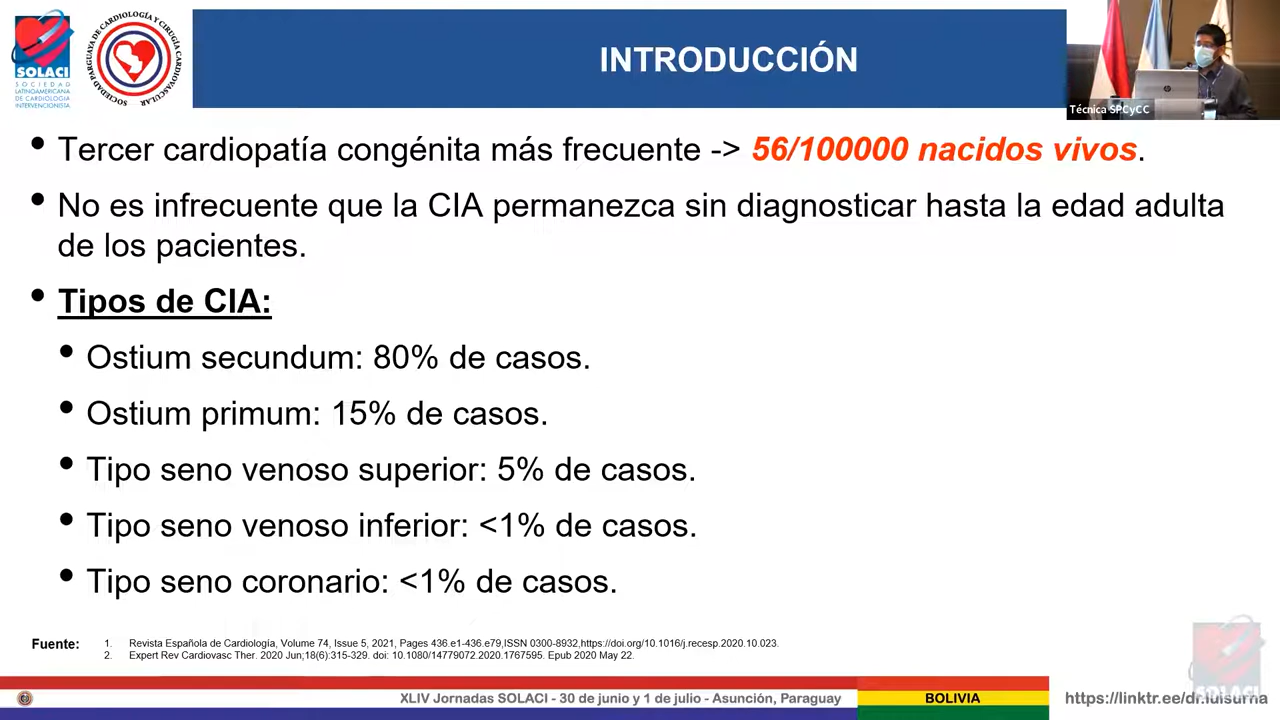 SOLACI
SOCIEDAD
LATINOAMERICANA
DE CARDIOLOGÍA
INTERVENCIONISTA
SOCIEDAD PARAGUAYA DE CARDIOLOGÍA Y CIRUGÍA CARDIOVASCULAR
INTRODUCCIÓN
Técnica SPCyCC
• Tercer cardiopatía congénita más frecuente -> 56/100000 nacidos vivos.
• No es infrecuente que la CIA permanezca sin diagnosticar hasta la edad adulta
de los pacientes.
• Tipos de CIA:
• Ostium secundum: 80% de casos.
• Ostium primum: 15% de casos.
• Tipo seno venoso superior: 5% de casos.
• Tipo seno venoso inferior: <1% de casos.
• Tipo seno coronario: <1% de casos.
Fuente:
1. Revista Española de Cardiología, Volume 74, Issue 5, 2021, Pages 436.e1-436.e79,ISSN 0300-8932,https://doi.org/10.1016/j.recesp.2020.10.023.
2. Expert Rev Cardiovasc Ther. 2020 Jun;18(6):315-329. doi: 10.1080/14779072.2020.1767595. Epub 2020 May 22.
XLIV Jornadas SOLACI - 30 de junio y 1 de julio - Asunción, Paraguay
BOLIVIA
https://linktr.ee/dr.luisurna
SOLACI